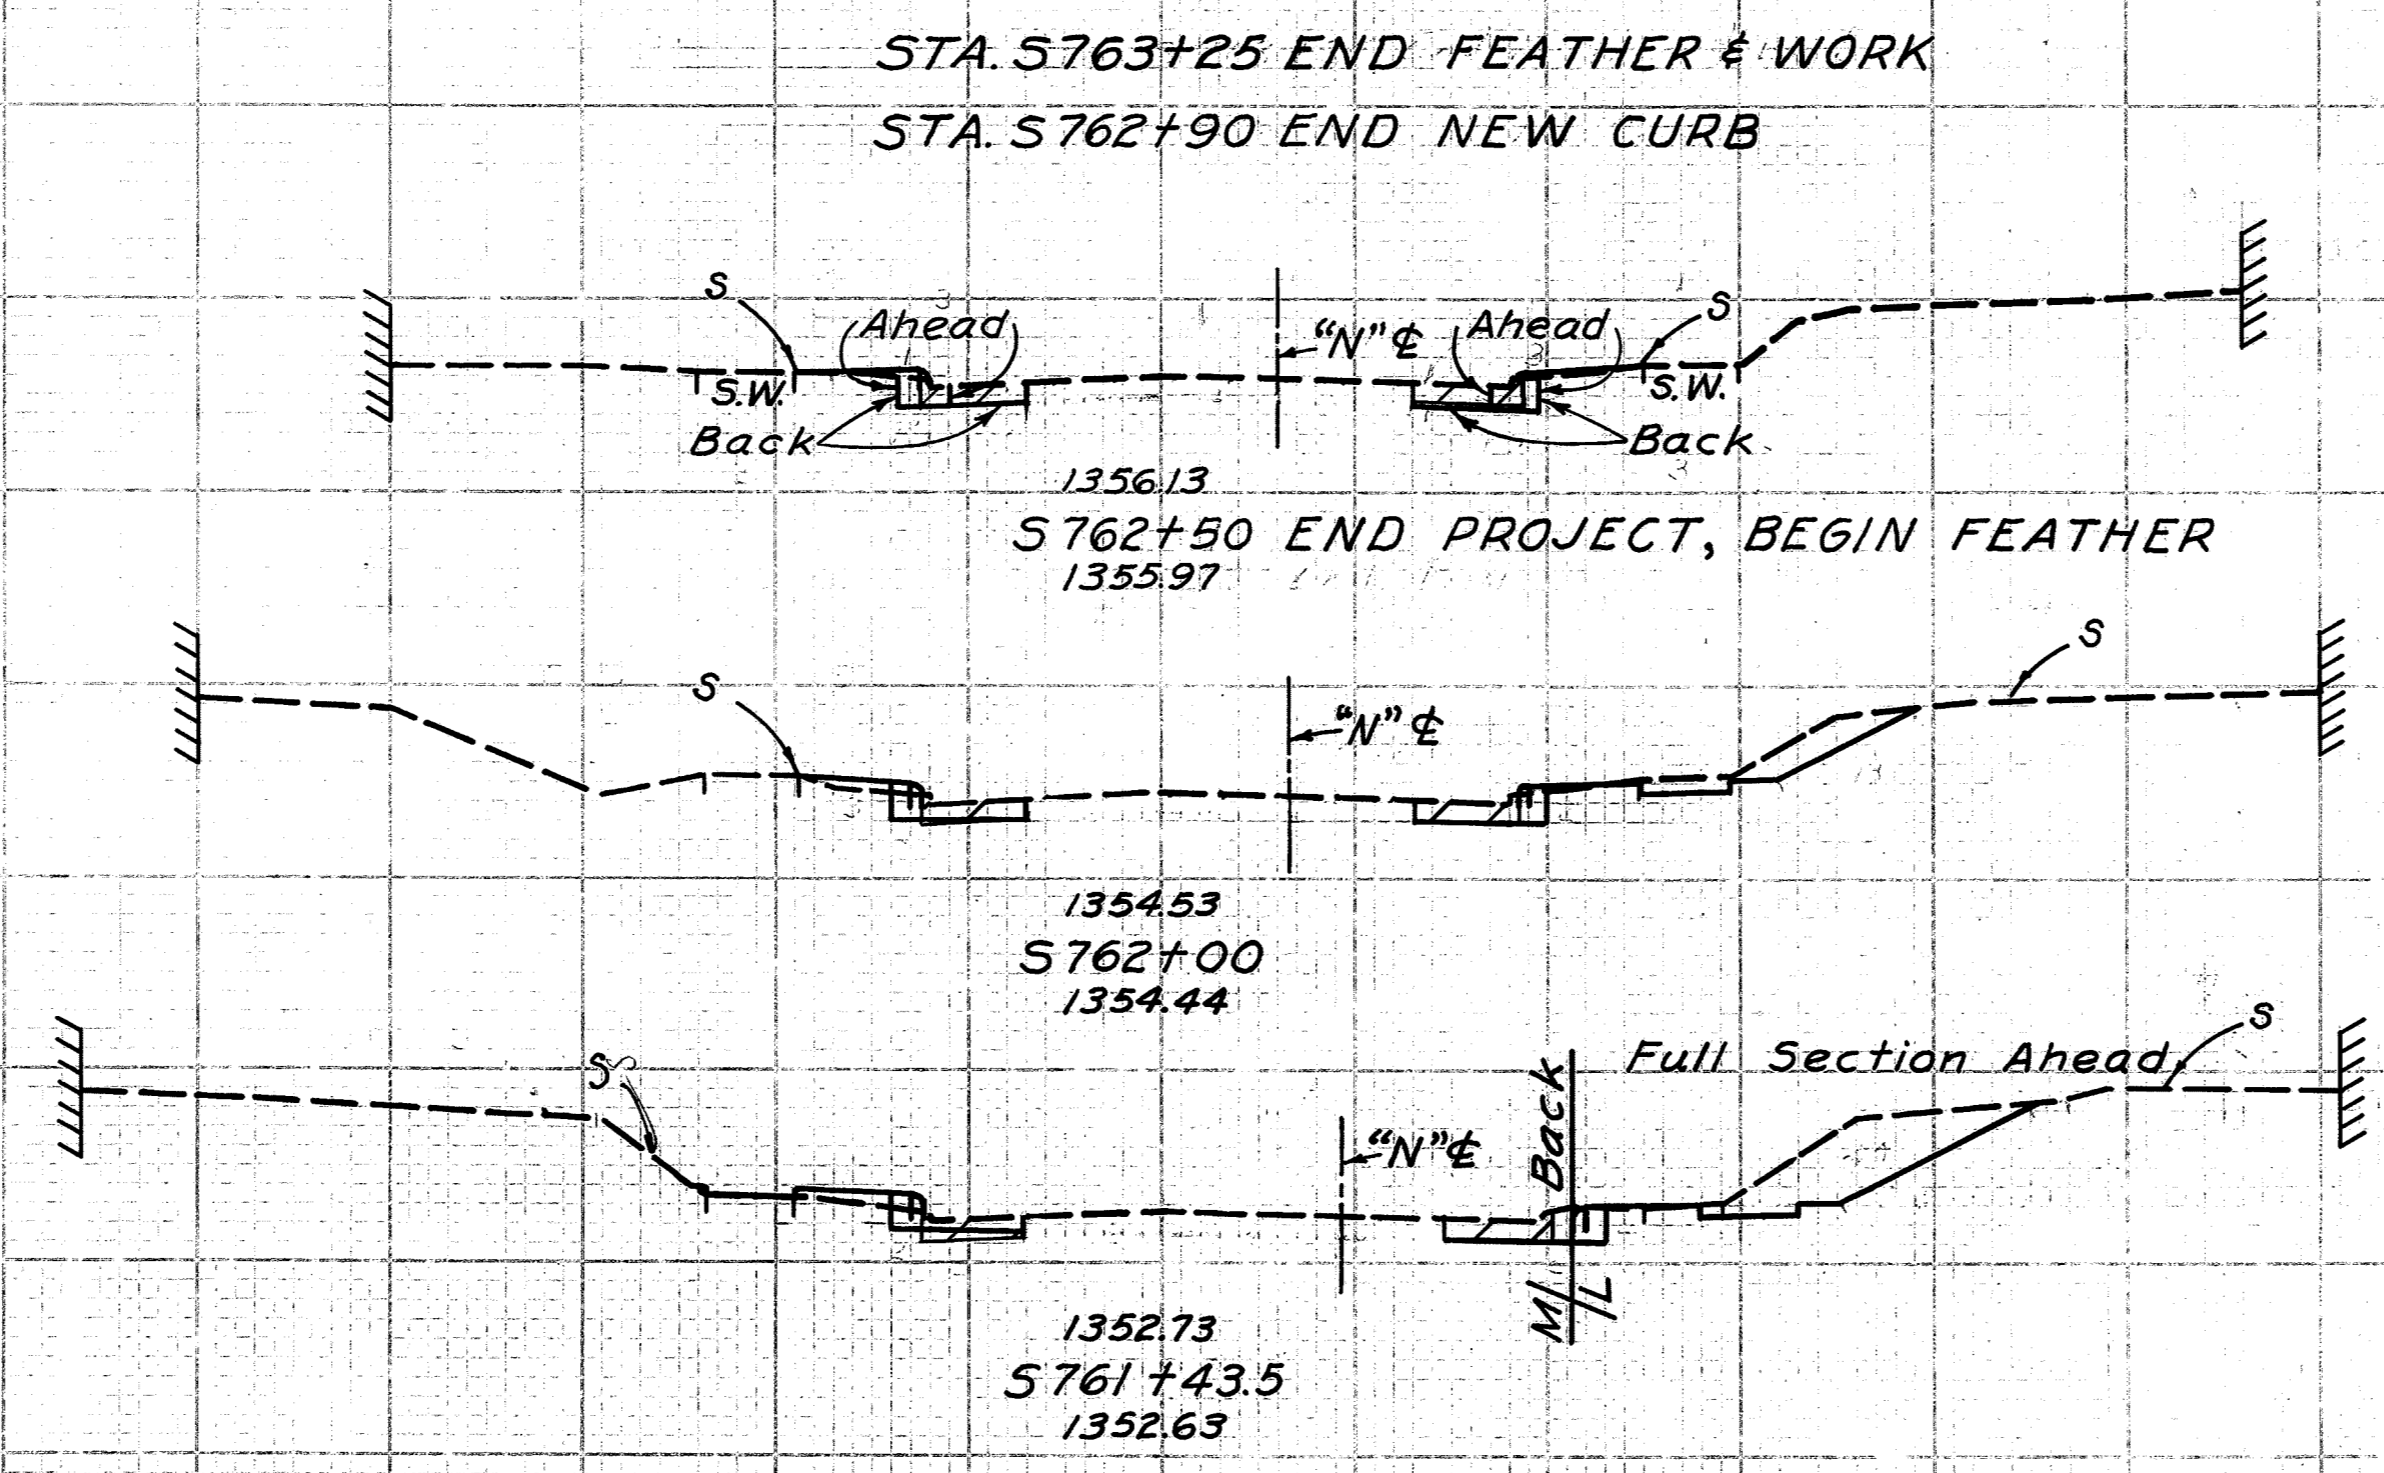 STA. S763+25 END FEATHER & WORK
STA. S762+90 END NEW CURB
S
Ahead
"N" ℄
Ahead
S
S.W.
S.W.
Back
Back
1356.13
S762+50 END PROJECT, BEGIN FEATHER
1355.97
S
S
"N" ℄
1354.53
S762+00
1354.44
S
S
Full Section Ahead
Back
"N" ℄
M/L
1352.73
S761+43.5
1352.63